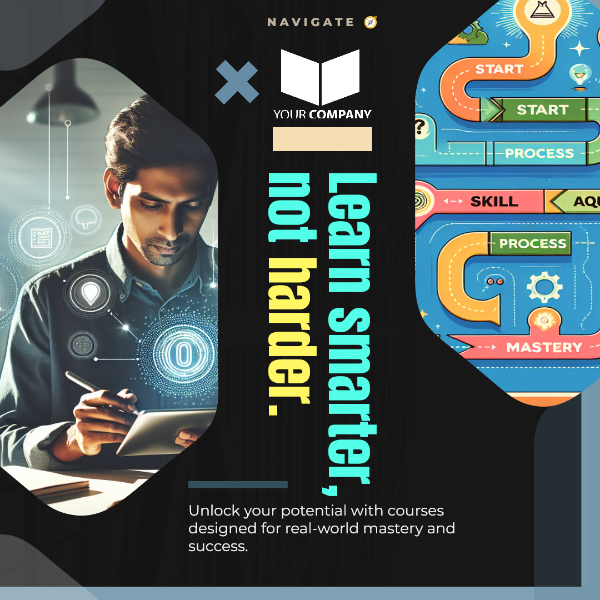 NAVIGATE 🧭
YOUR COMPANY
Learn smarter,
not harder.
START
START
PROCESS
?
SKILL
PROCESS
MASTERY
Unlock your potential with courses
designed for real-world mastery and
success.